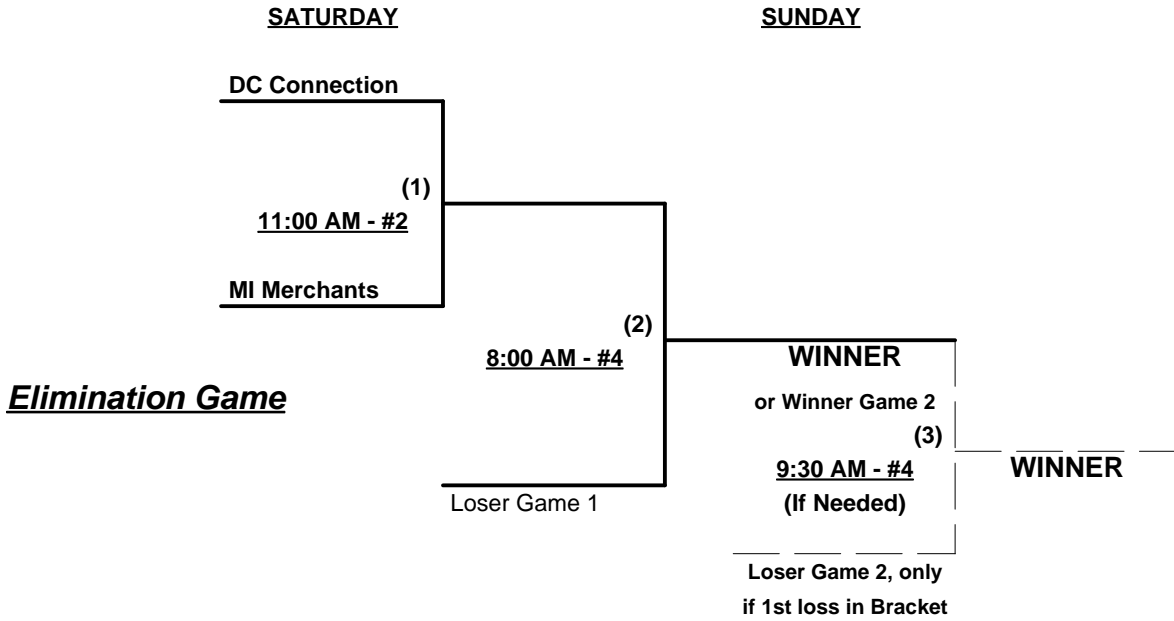 SATURDAY SUNDAY
DC Connection
(1)
11:00 AM - #2
MI Merchants
(2)
8:00 AM - #4
WINNER
Elimination Game
or Winner Game 2
(3)
9:30 AM - #4
WINNER
Loser Game 1
(If Needed)
Loser Game 2, only
if 1st loss in Bracket